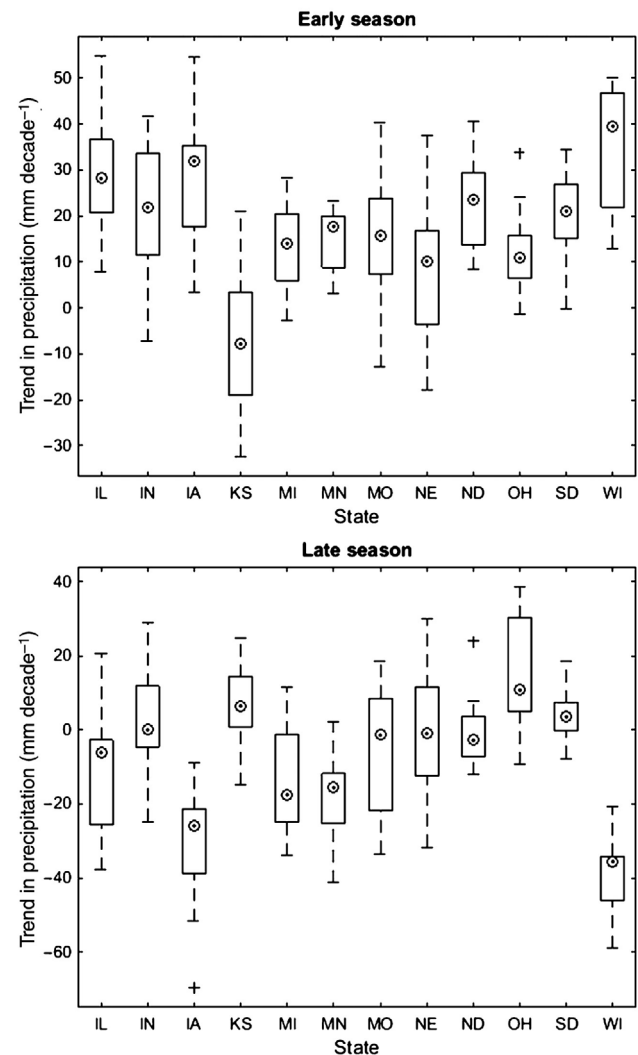 Early season
Trend in precipitation (mm decade⁻¹)
50
40
30
20
10
0
−10
−20
−30
IL IN IA KS MI MN MO NE ND OH SD WI
State
Late season
Trend in precipitation (mm decade⁻¹)
40
20
0
−20
−40
−60
IL IN IA KS MI MN MO NE ND OH SD WI
State